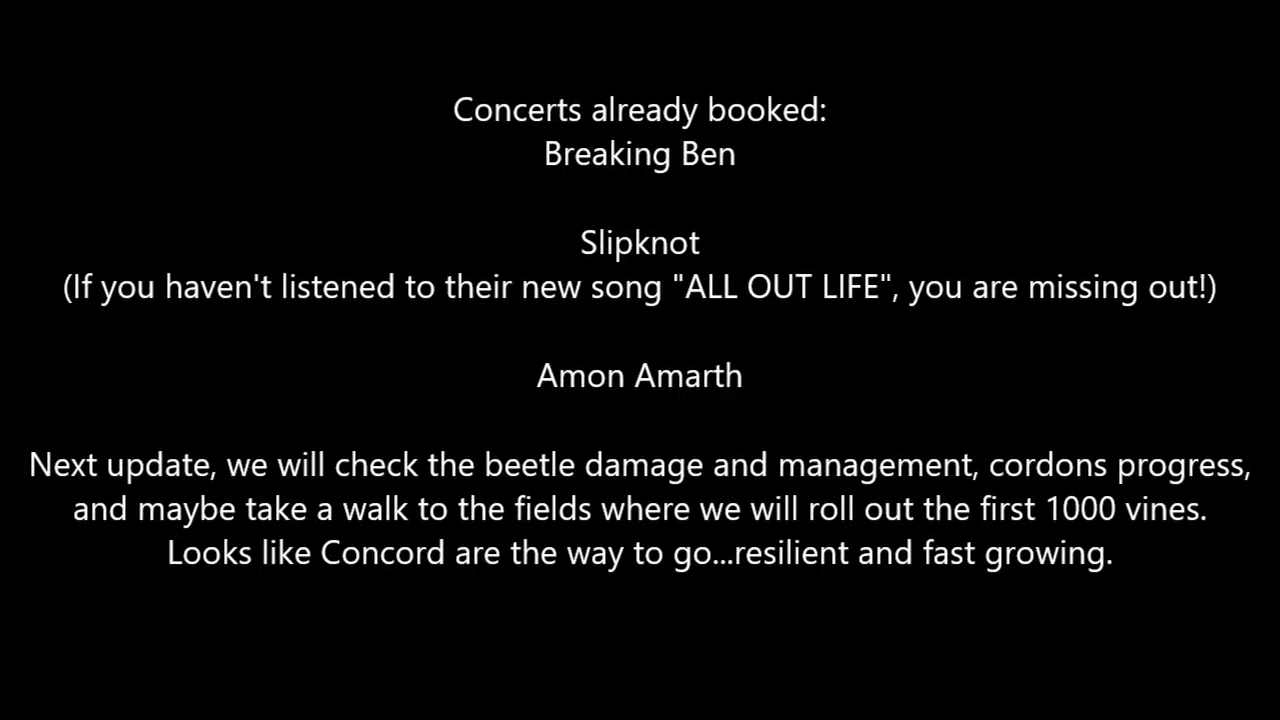 Concerts already booked:
Breaking Ben
Slipknot
(If you haven't listened to their new song "ALL OUT LIFE", you are missing out!)
Amon Amarth
Next update, we will check the beetle damage and management, cordons progress,
and maybe take a walk to the fields where we will roll out the first 1000 vines.
Looks like Concord are the way to go...resilient and fast growing.